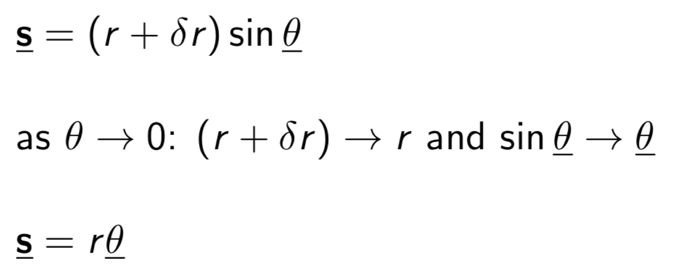 s = (r + δr) sin θ
as θ → 0: (r + δr) → r and sin θ → θ
s = rθ